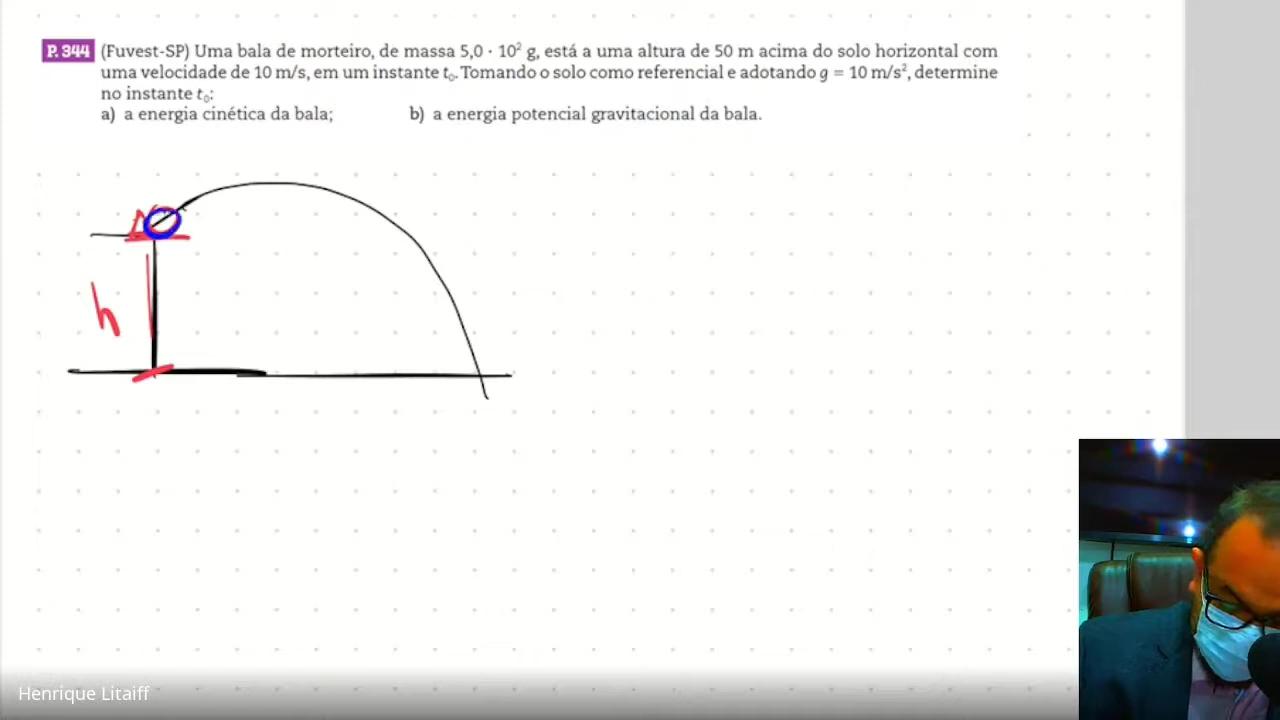 P. 344 (Fuvest-SP) Uma bala de morteiro, de massa 5,0 · 10² g, está a uma altura de 50 m acima do solo horizontal com
uma velocidade de 10 m/s, em um instante t₀. Tomando o solo como referencial e adotando g = 10 m/s², determine
no instante t₀:
a) a energia cinética da bala; b) a energia potencial gravitacional da bala.
h
Henrique Litaiff